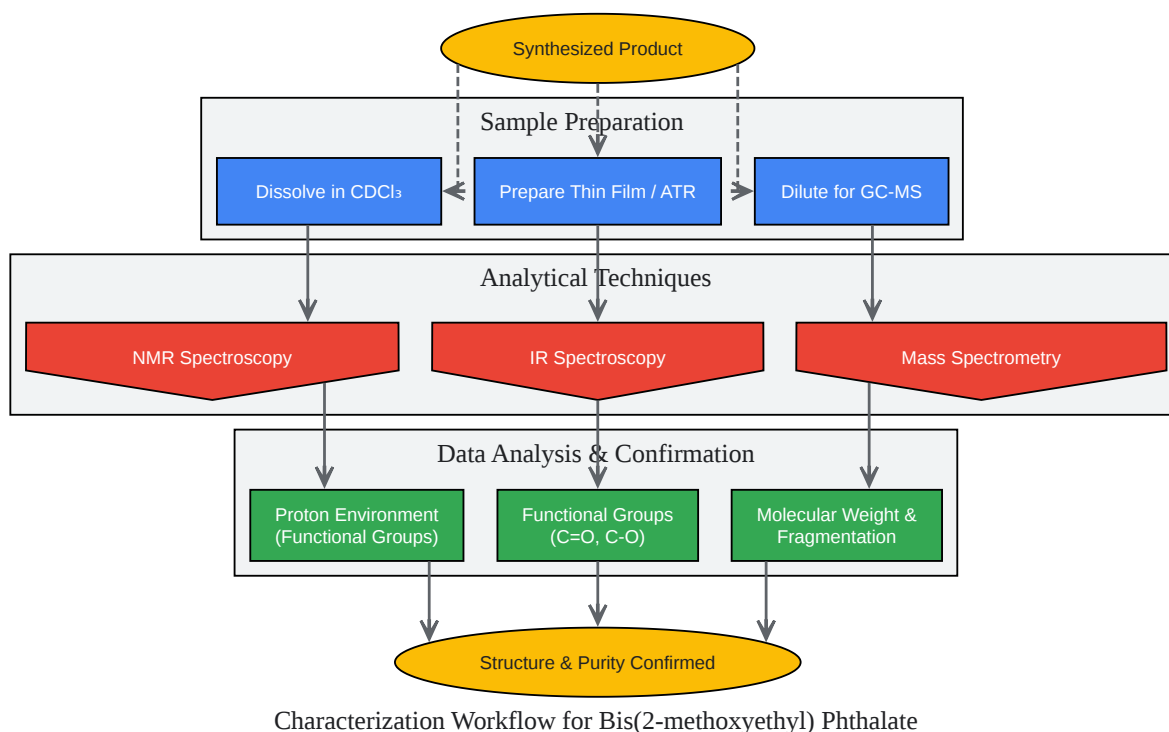 Synthesized Product
Sample Preparation
Dissolve in CDCl₃
Prepare Thin Film / ATR
Dilute for GC-MS
Analytical Techniques
NMR Spectroscopy
IR Spectroscopy
Mass Spectrometry
Data Analysis & Confirmation
Proton Environment
(Functional Groups)
Functional Groups
(C=O, C-O)
Molecular Weight &
Fragmentation
Structure & Purity Confirmed
Characterization Workflow for Bis(2-methoxyethyl) Phthalate